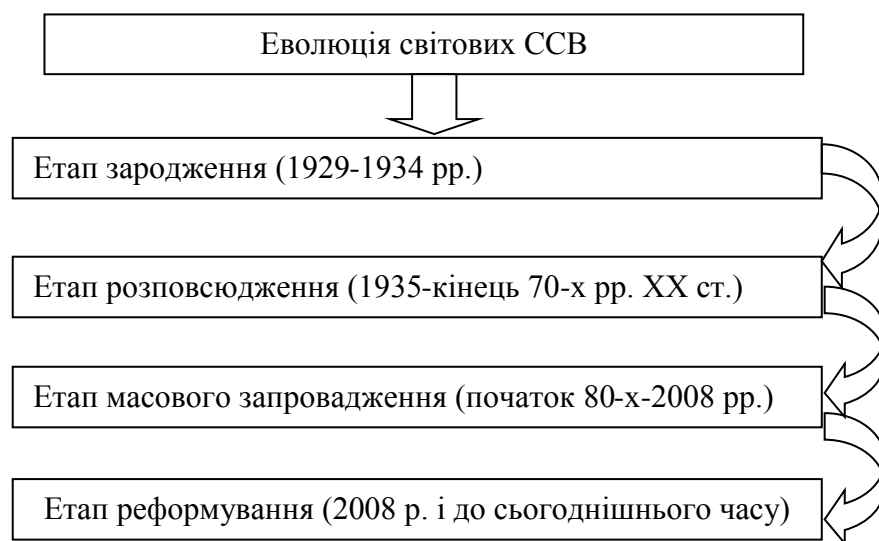 Еволюція світових ССВ
Етап зародження (1929-1934 рр.)
Етап розповсюдження (1935-кінець 70-х рр. ХХ ст.)
Етап масового запровадження (початок 80-х-2008 рр.)
Етап реформування (2008 р. і до сьогоднішнього часу)